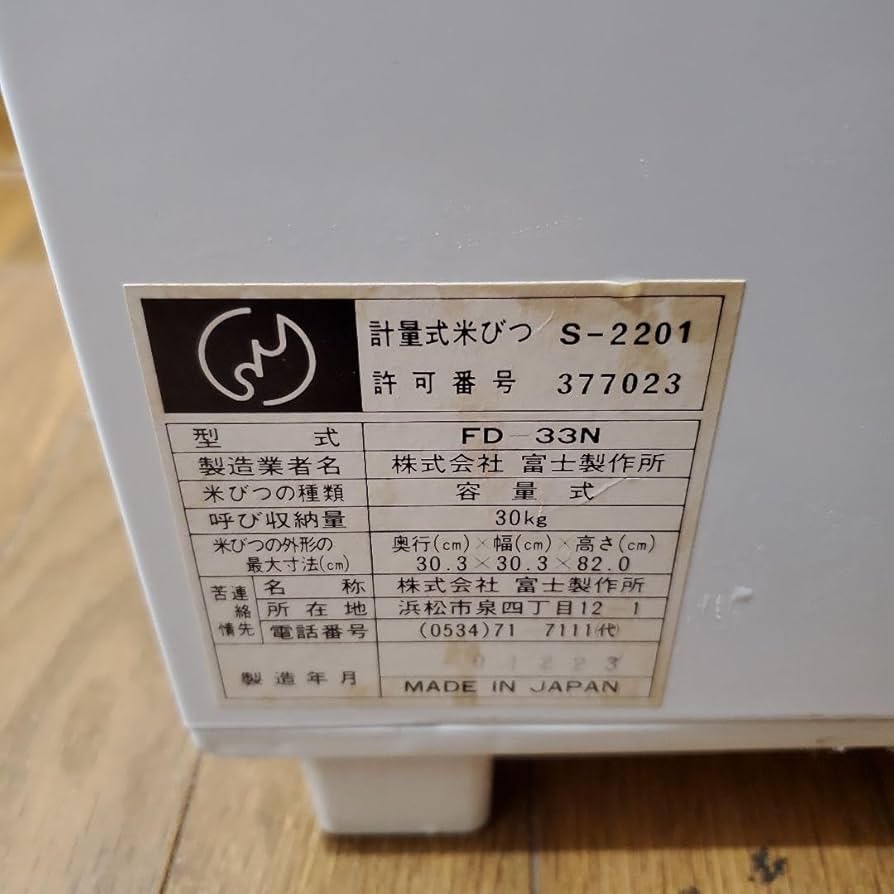 計量式米びつ S-2201
許可番号 377023
型式 FD-33N
製造業者名 株式会社 富士製作所
米びつの種類 容量式
呼び収納量 30kg
米びつの外形の最大寸法(cm) 奥行(cm)×幅(cm)×高さ(cm)
30.3×30.3×82.0
苦情連絡先 名称 株式会社 富士製作所
所在地 浜松市泉四丁目12 1
電話番号 (0534)71 7111(代)
製造年月
MADE IN JAPAN